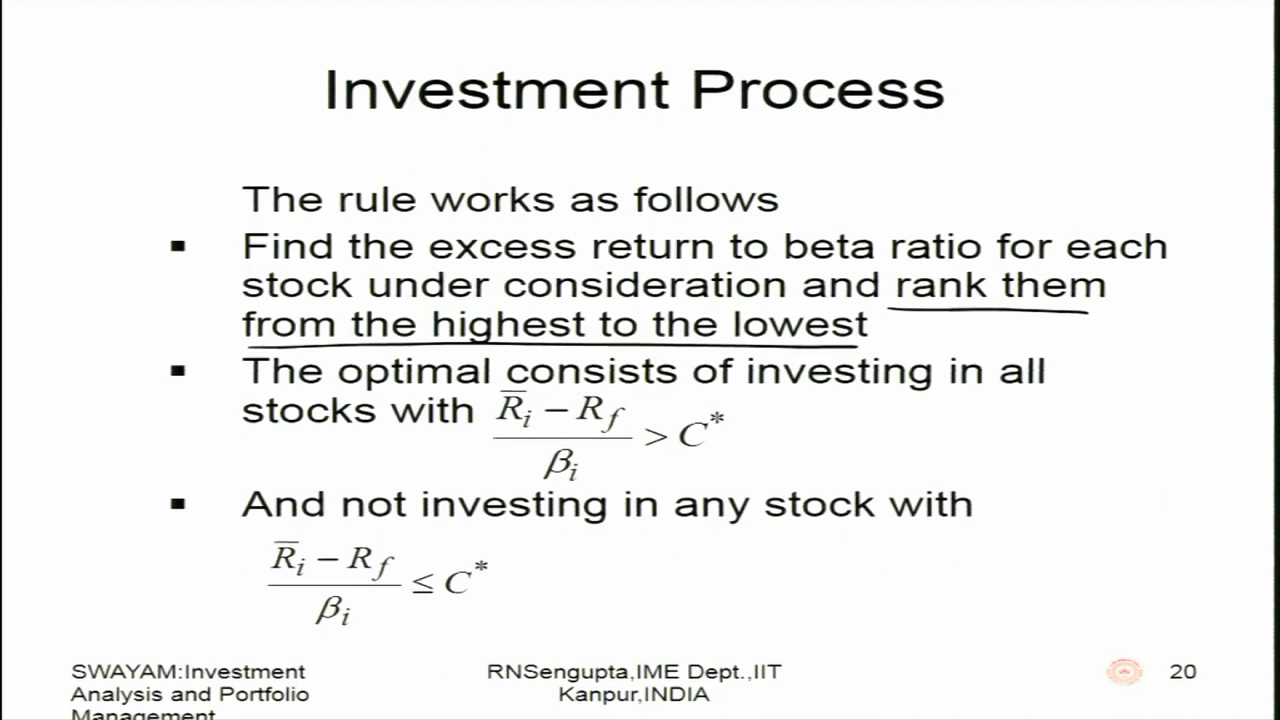 Investment Process
The rule works as follows
▪ Find the excess return to beta ratio for each
stock under consideration and rank them
from the highest to the lowest
▪ The optimal consists of investing in all
stocks with (R̄ᵢ − R_f) / βᵢ > C*
▪ And not investing in any stock with
(R̄ᵢ − R_f) / βᵢ ≤ C*
SWAYAM:Investment
Analysis and Portfolio
Management
RNSengupta,IME Dept.,IIT
Kanpur,INDIA
20